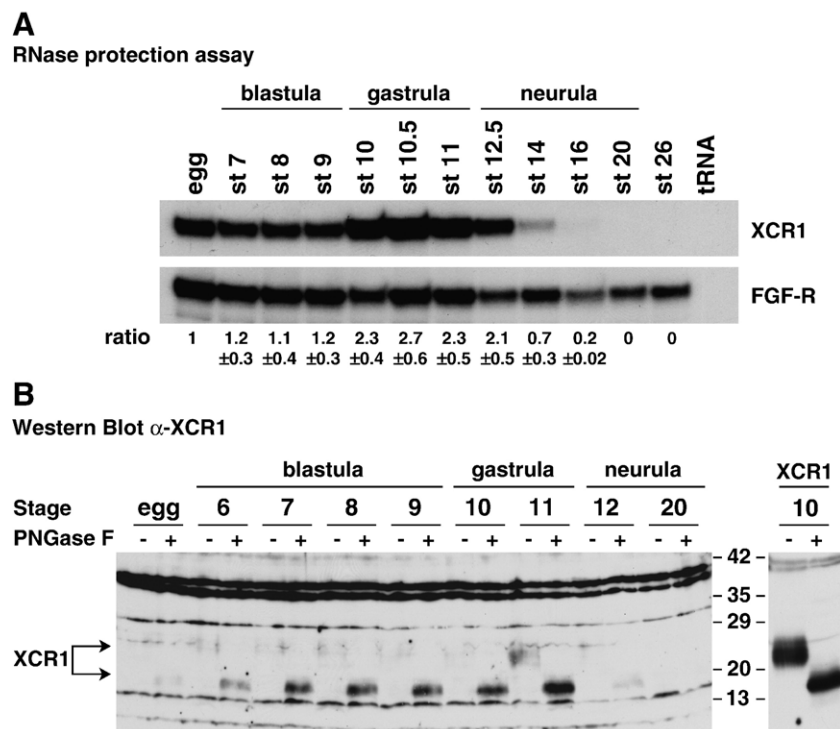 A
RNase protection assay
blastula gastrula neurula
egg st 7 st 8 st 9 st 10 st 10.5 st 11 st 12.5 st 14 st 16 st 20 st 26 tRNA
XCR1
FGF-R
ratio 1 1.2 1.1 1.2 2.3 2.7 2.3 2.1 0.7 0.2 0 0
±0.3 ±0.4 ±0.3 ±0.4 ±0.6 ±0.5 ±0.5 ±0.3 ±0.02
B
Western Blot α-XCR1
blastula gastrula neurula XCR1
Stage egg 6 7 8 9 10 11 12 20 10
PNGase F - + - + - + - + - + - + - + - + - + - +
- 42 -
- 35 -
- 29 -
XCR1
- 20 -
- 13 -